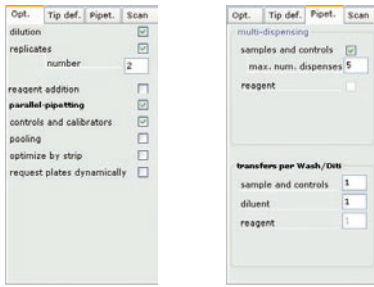 Opt. Tip def. Pipet. Scan
dilution
replicates
number 2
reagent addition
parallel-pipetting
controls and calibrators
pooling
optimize by strip
request plates dynamically
Opt. Tip def. Pipet. Scan
multi-dispensing
samples and controls
max. num. dispenses 5
reagent
transfers per Wash/Diti
sample and controls 1
diluent 1
reagent 1